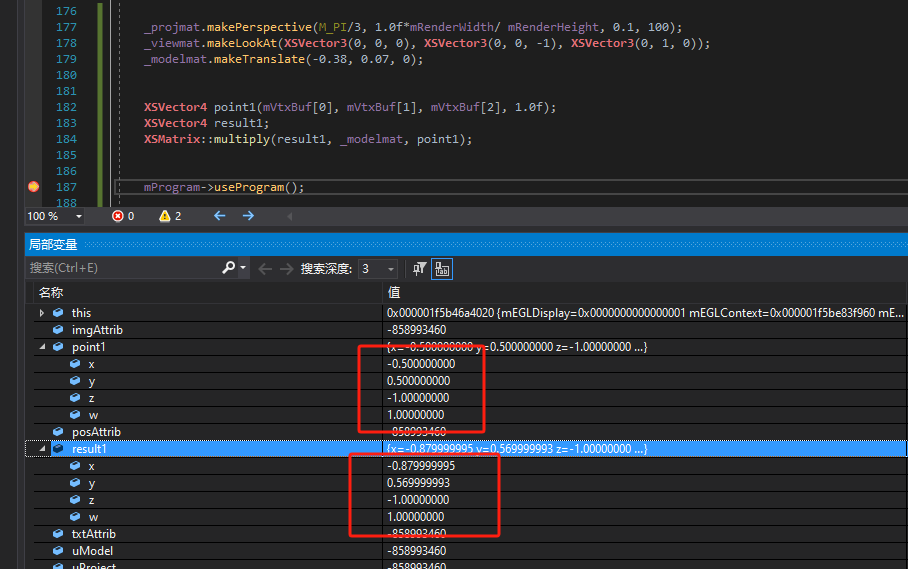 176
177 _projmat.makePerspective(M_PI/3, 1.0f*mRenderWidth/ mRenderHeight, 0.1, 100);
178 _viewmat.makeLookAt(XSVector3(0, 0, 0), XSVector3(0, 0, -1), XSVector3(0, 1, 0));
179 _modelmat.makeTranslate(-0.38, 0.07, 0);
180
181
182 XSVector4 point1(mVtxBuf[0], mVtxBuf[1], mVtxBuf[2], 1.0f);
183 XSVector4 result1;
184 XSMatrix::multiply(result1, _modelmat, point1);
185
186
187 mProgram->useProgram();
188
100 % 0 2
局部变量
搜索(Ctrl+E) 搜索深度: 3
名称 值
this 0x000001f5b46a4020 {mEGLDisplay=0x0000000000000001 mEGLContext=0x000001f5be83f960 mE...
imgAttrib -858993460
point1 {x=-0.500000000 y=0.500000000 z=-1.00000000 ...}
x -0.500000000
y 0.500000000
z -1.00000000
w 1.00000000
posAttrib -858993460
result1 {x=-0.879999995 y=0.569999993 z=-1.00000000 ...}
x -0.879999995
y 0.569999993
z -1.00000000
w 1.00000000
txtAttrib -858993460
uModel -858993460
uProject -858993460